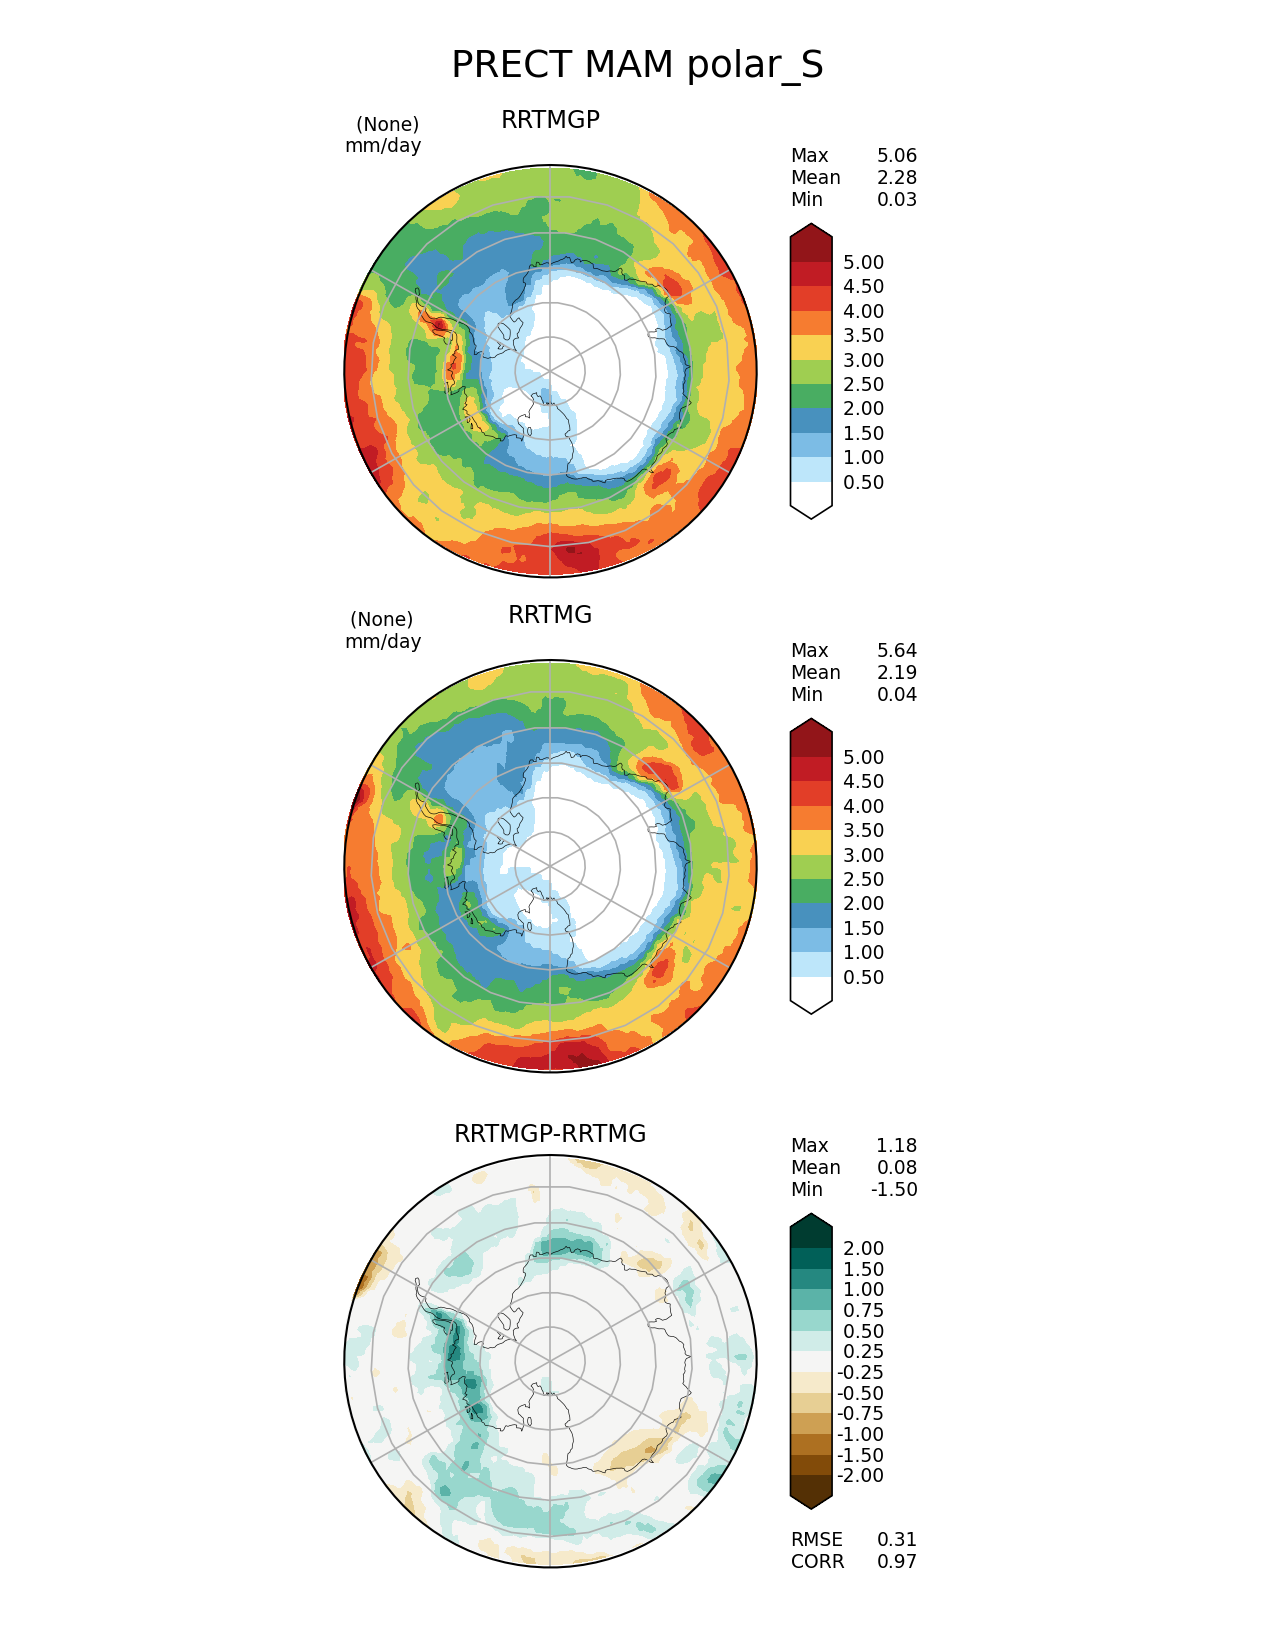 PRECT MAM polar_S
RRTMGP
(None)
mm/day
Max 5.06
Mean 2.28
Min 0.03
5.00
4.50
4.00
3.50
3.00
2.50
2.00
1.50
1.00
0.50
RRTMG
(None)
mm/day
Max 5.64
Mean 2.19
Min 0.04
5.00
4.50
4.00
3.50
3.00
2.50
2.00
1.50
1.00
0.50
RRTMGP-RRTMG
Max 1.18
Mean 0.08
Min -1.50
2.00
1.50
1.00
0.75
0.50
0.25
-0.25
-0.50
-0.75
-1.00
-1.50
-2.00
RMSE 0.31
CORR 0.97